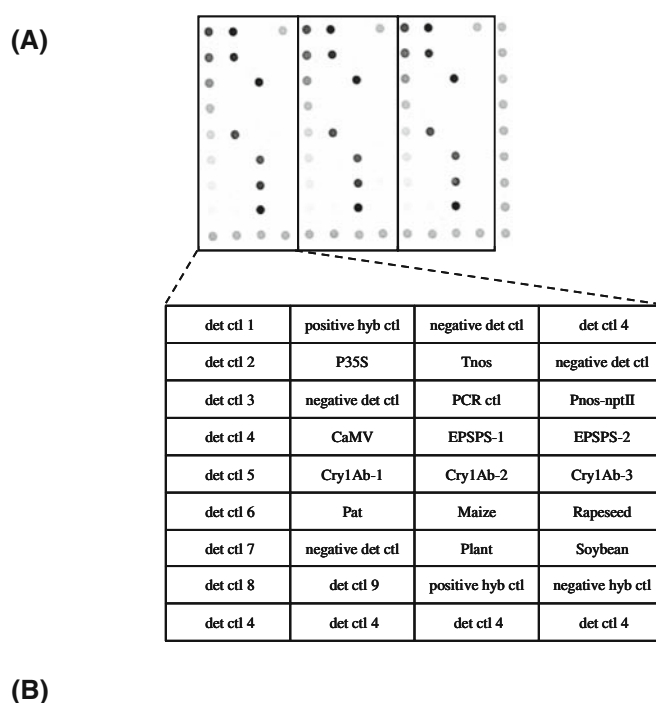 (A)
det ctl 1 positive hyb ctl negative det ctl det ctl 4
det ctl 2 P35S Tnos negative det ctl
det ctl 3 negative det ctl PCR ctl Pnos-nptII
det ctl 4 CaMV EPSPS-1 EPSPS-2
det ctl 5 Cry1Ab-1 Cry1Ab-2 Cry1Ab-3
det ctl 6 Pat Maize Rapeseed
det ctl 7 negative det ctl Plant Soybean
det ctl 8 det ctl 9 positive hyb ctl negative hyb ctl
det ctl 4 det ctl 4 det ctl 4 det ctl 4
(B)